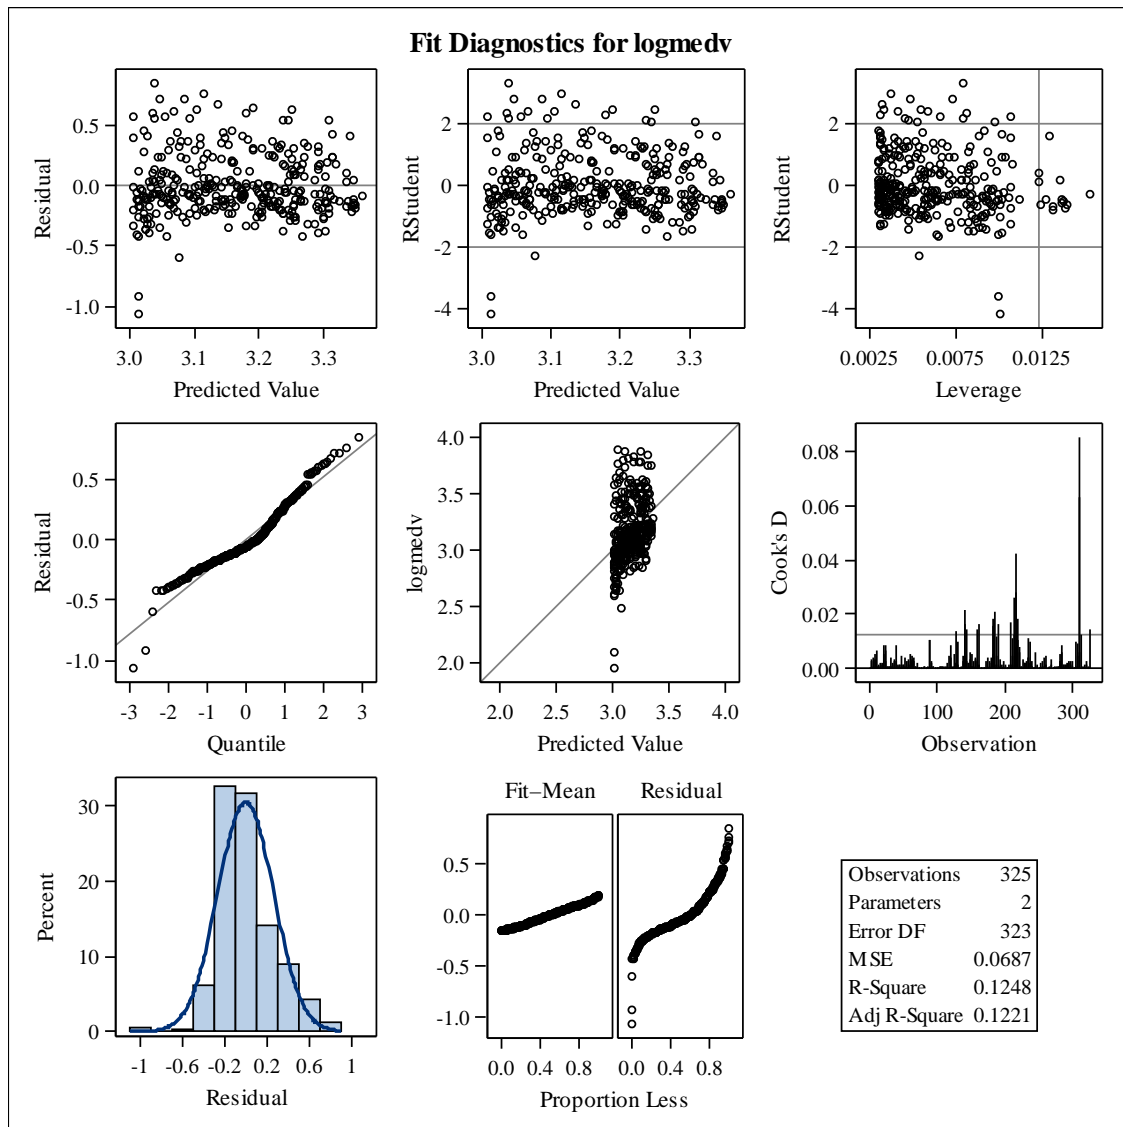 Fit Diagnostics for logmedv
Residual
0.5
0.0
-0.5
-1.0
3.0 3.1 3.2 3.3
Predicted Value
RStudent
2
0
-2
-4
3.0 3.1 3.2 3.3
Predicted Value
RStudent
2
0
-2
-4
0.0025 0.0075 0.0125
Leverage
Residual
0.5
0.0
-0.5
-1.0
-3 -2 -1 0 1 2 3
Quantile
logmedv
4.0
3.5
3.0
2.5
2.0
2.0 2.5 3.0 3.5 4.0
Predicted Value
Cook's D
0.08
0.06
0.04
0.02
0.00
0 100 200 300
Observation
Percent
30
20
10
0
-1 -0.6 -0.2 0.2 0.6 1
Residual
Fit–Mean Residual
0.5
0.0
-0.5
-1.0
0.0 0.4 0.8 0.0 0.4 0.8
Proportion Less
Observations 325
Parameters 2
Error DF 323
MSE 0.0687
R-Square 0.1248
Adj R-Square 0.1221